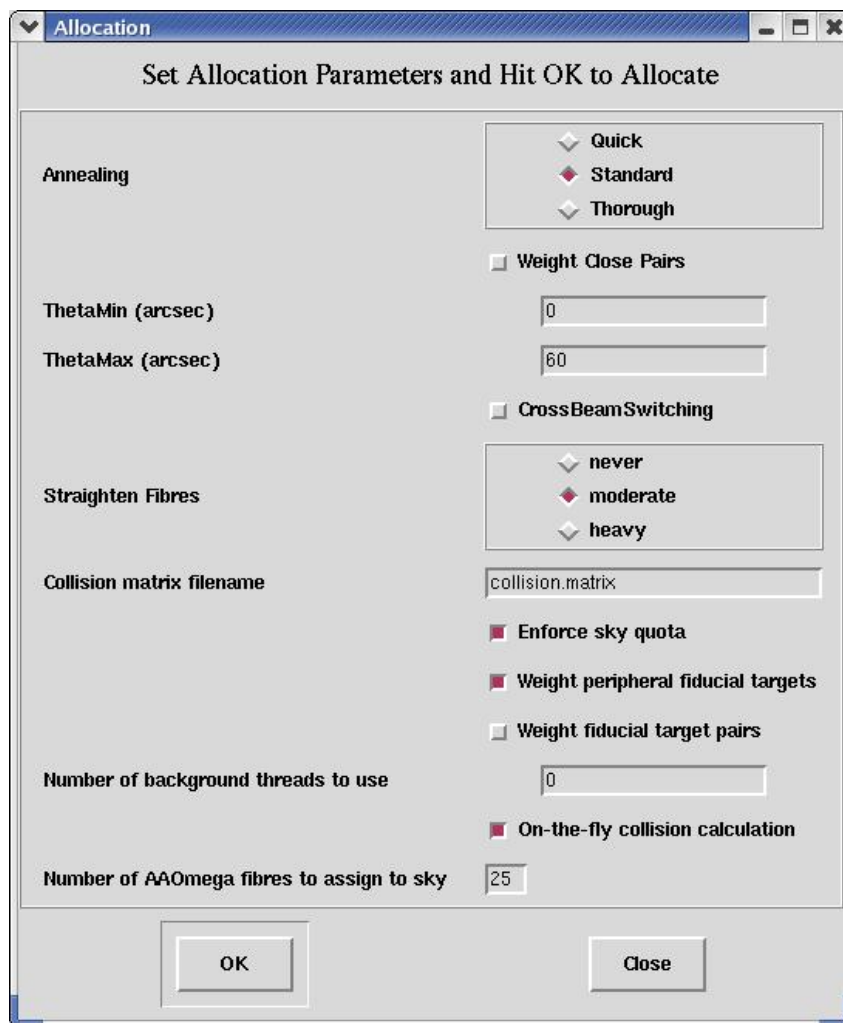 Allocation
Set Allocation Parameters and Hit OK to Allocate
Annealing
Quick
Standard
Thorough
Weight Close Pairs
ThetaMin (arcsec)
0
ThetaMax (arcsec)
60
CrossBeamSwitching
Straighten Fibres
never
moderate
heavy
Collision matrix filename
collision.matrix
Enforce sky quota
Weight peripheral fiducial targets
Weight fiducial target pairs
Number of background threads to use
0
On-the-fly collision calculation
Number of AAOmega fibres to assign to sky
25
OK
Close